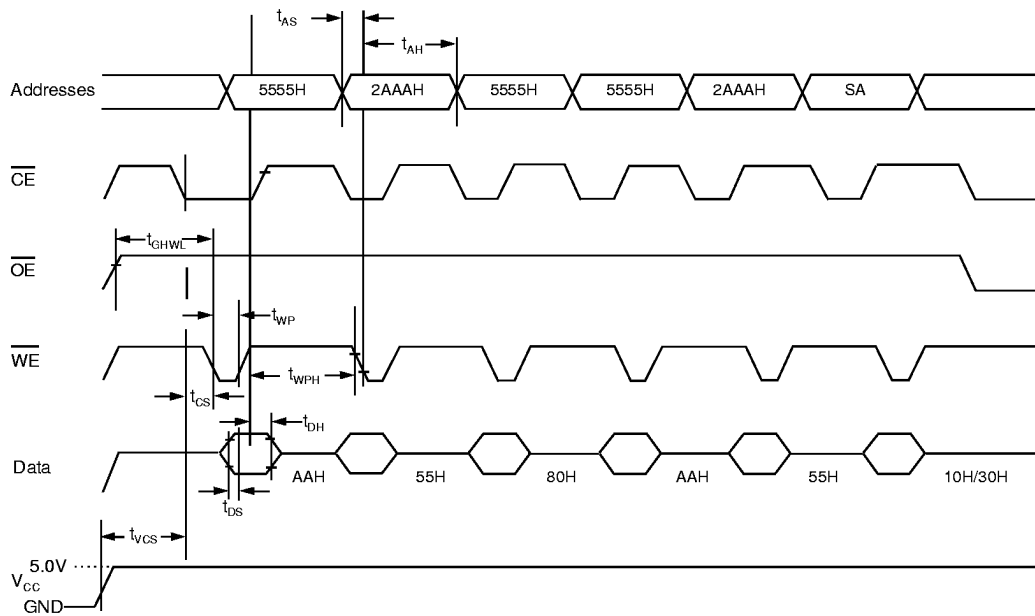 tAS
tAH
Addresses 5555H 2AAAH 5555H 5555H 2AAAH SA
CE
tGHWL
OE
tWP
WE
tWPH
tCS
tDH
Data AAH 55H 80H AAH 55H 10H/30H
tDS
tVCS
5.0V
VCC
GND